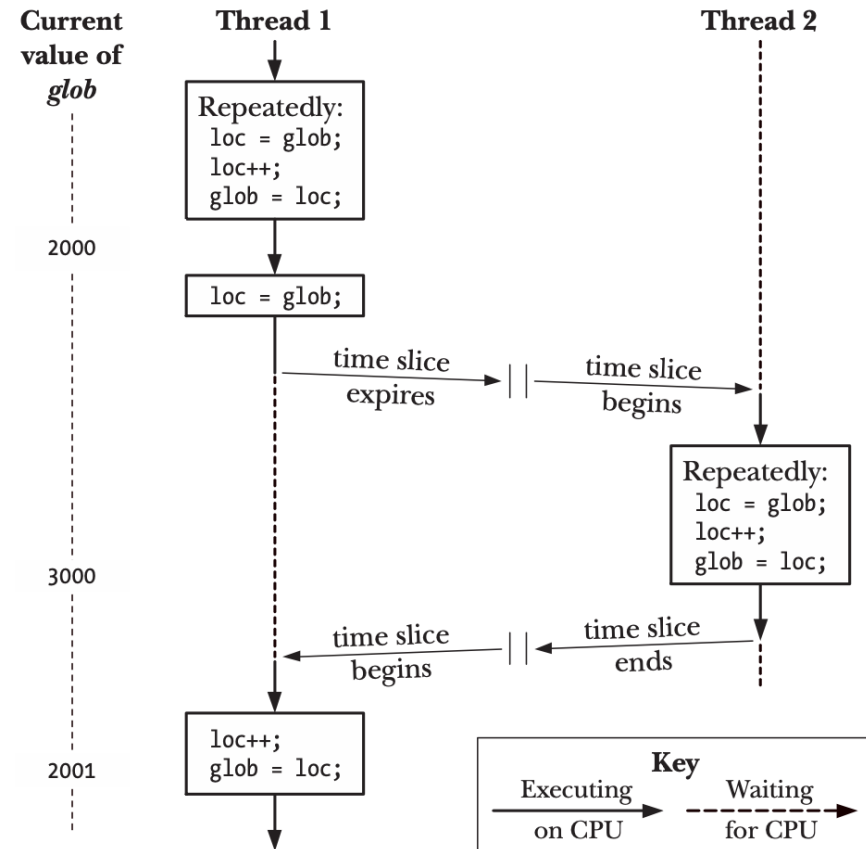 Current
value of
glob
Thread 1
Thread 2
Repeatedly:
loc = glob;
loc++;
glob = loc;
2000
loc = glob;
time slice
expires
time slice
begins
Repeatedly:
loc = glob;
loc++;
glob = loc;
3000
time slice
begins
time slice
ends
loc++;
glob = loc;
2001
Key
Executing
on CPU
Waiting
for CPU